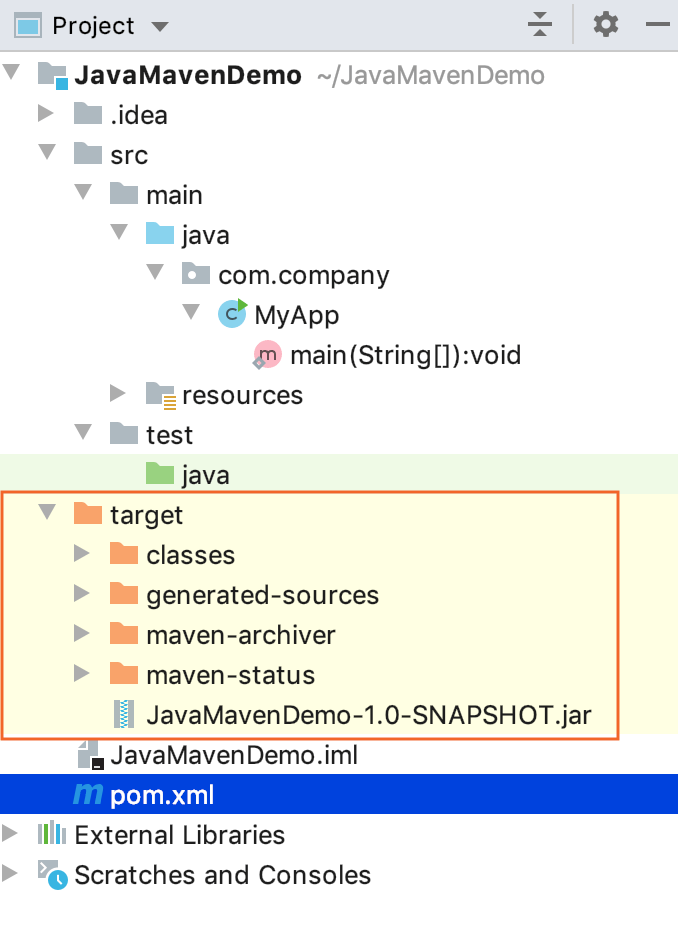 Project
JavaMavenDemo ~/JavaMavenDemo
.idea
src
main
java
com.company
C MyApp
m main(String[]):void
resources
test
java
target
classes
generated-sources
maven-archiver
maven-status
JavaMavenDemo-1.0-SNAPSHOT.jar
JavaMavenDemo.iml
m pom.xml
External Libraries
Scratches and Consoles